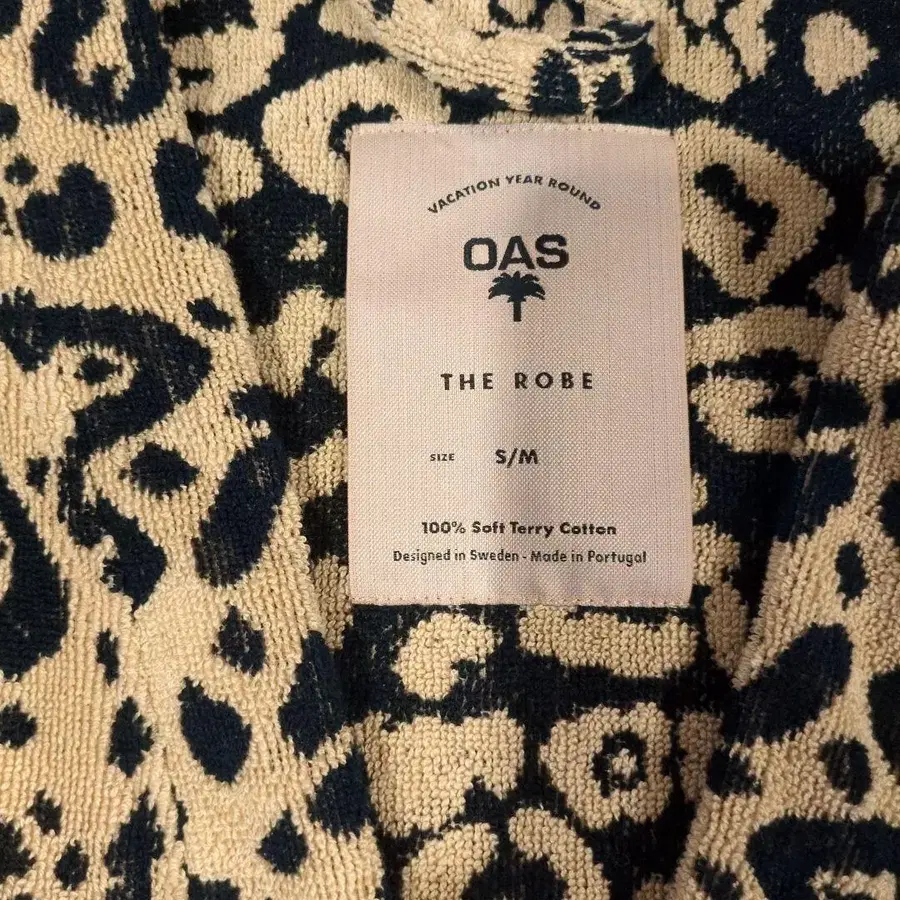 VACATION YEAR ROUND
OAS
THE ROBE
SIZE S/M
100% Soft Terry Cotton
Designed in Sweden - Made in Portugal